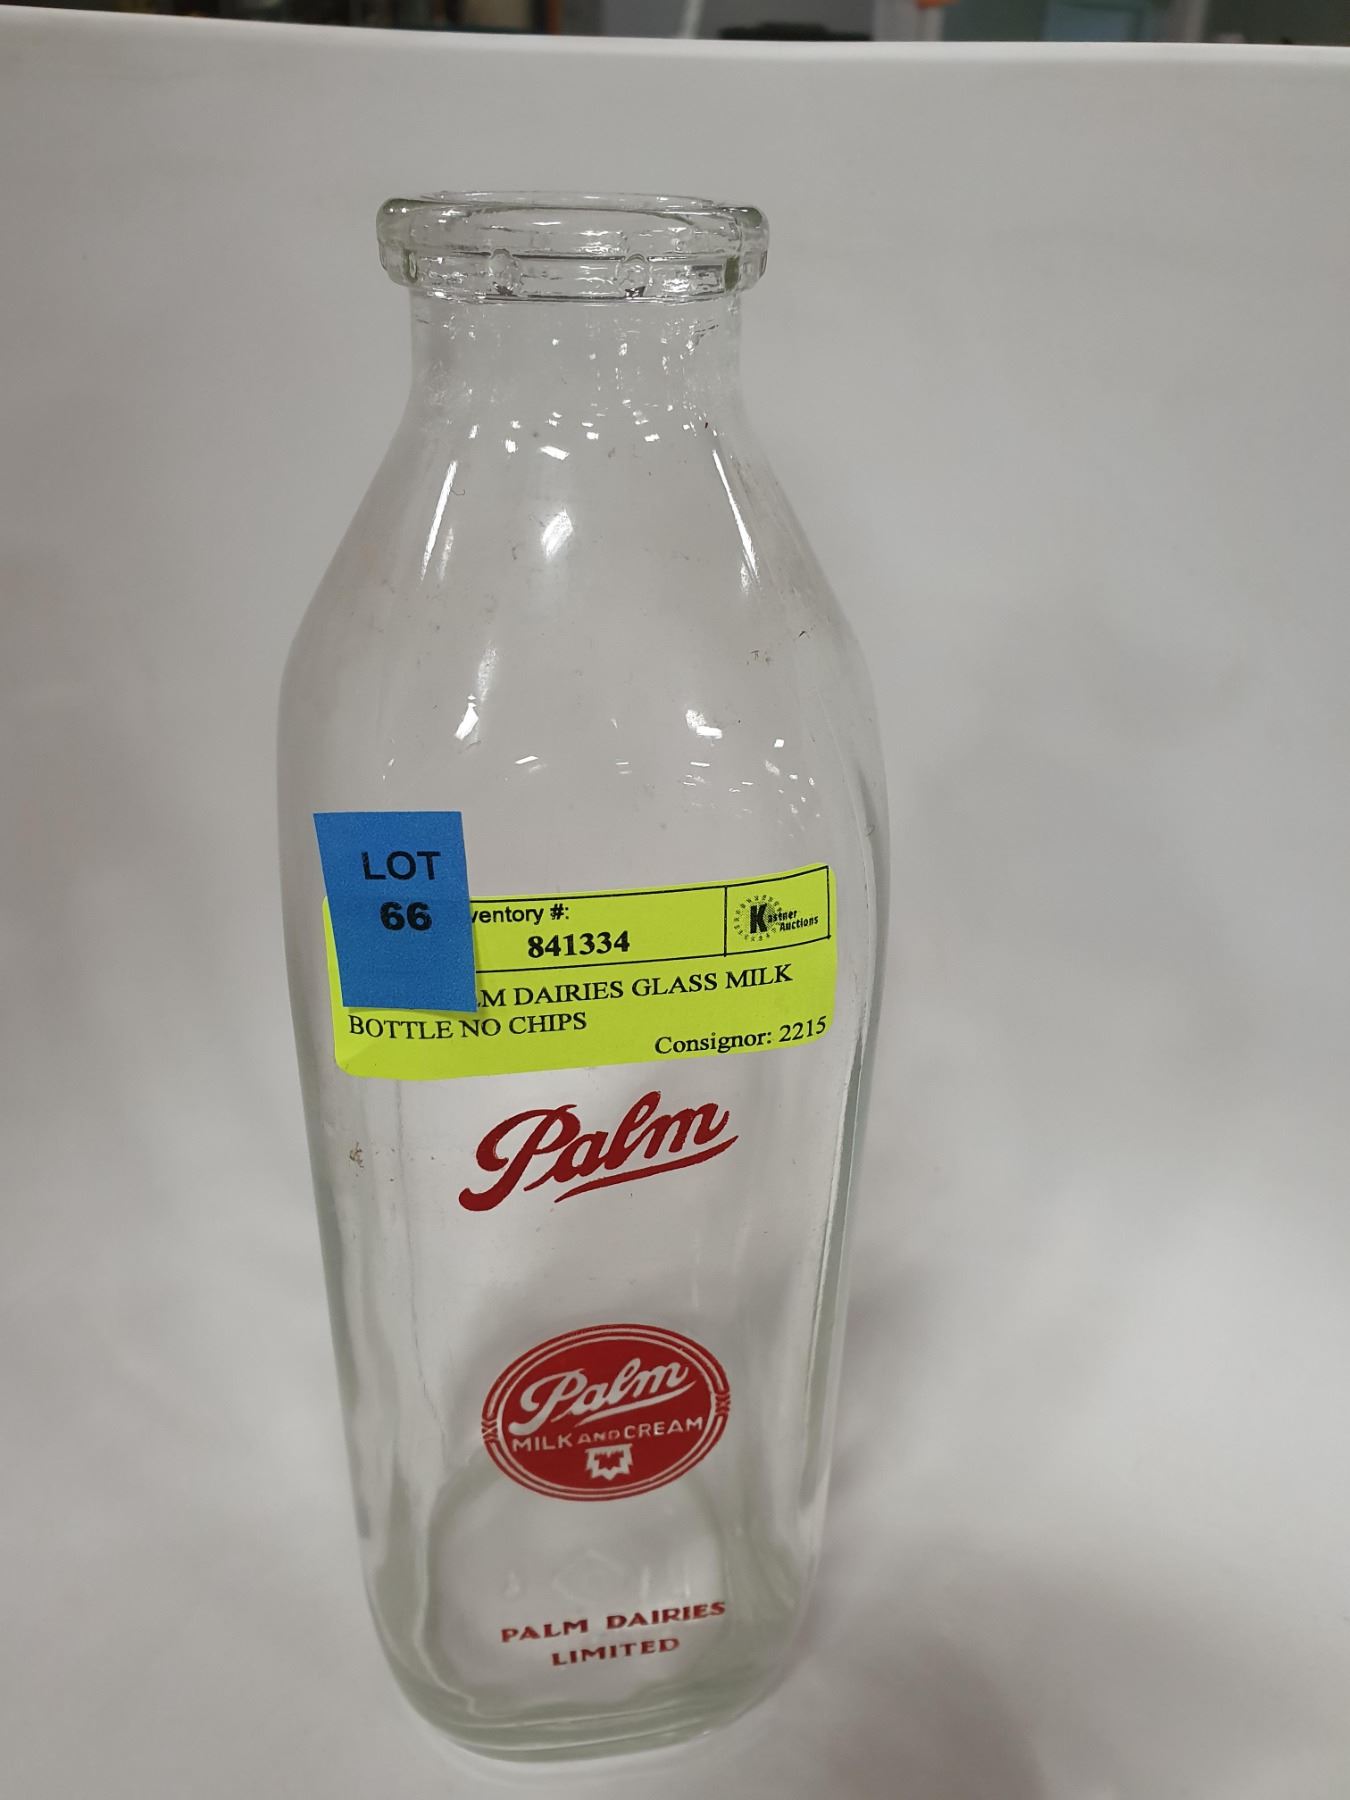 LOT
66
ventory #:
841334
Kastner
Auctions
LM DAIRIES GLASS MILK
BOTTLE NO CHIPS
Consignor: 2215
Palm
Palm
MILK AND CREAM
PALM DAIRIES
LIMITED